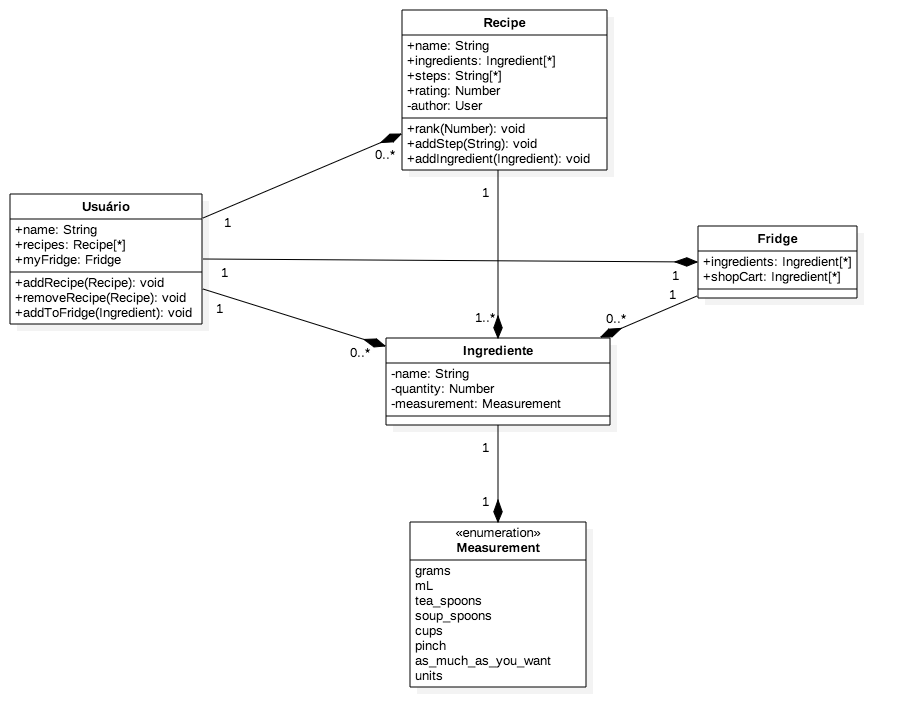 Recipe
+name: String
+ingredients: Ingredient[*]
+steps: String[*]
+rating: Number
-author: User
+rank(Number): void
+addStep(String): void
+addIngredient(Ingredient): void
0..*
1
1
Usuário
+name: String
+recipes: Recipe[*]
+myFridge: Fridge
+addRecipe(Recipe): void
+removeRecipe(Recipe): void
+addToFridge(Ingredient): void
1
1
Fridge
+ingredients: Ingredient[*]
+shopCart: Ingredient[*]
1
1
0..*
1..*
0..*
Ingrediente
-name: String
-quantity: Number
-measurement: Measurement
1
1
«enumeration»
Measurement
grams
mL
tea_spoons
soup_spoons
cups
pinch
as_much_as_you_want
units